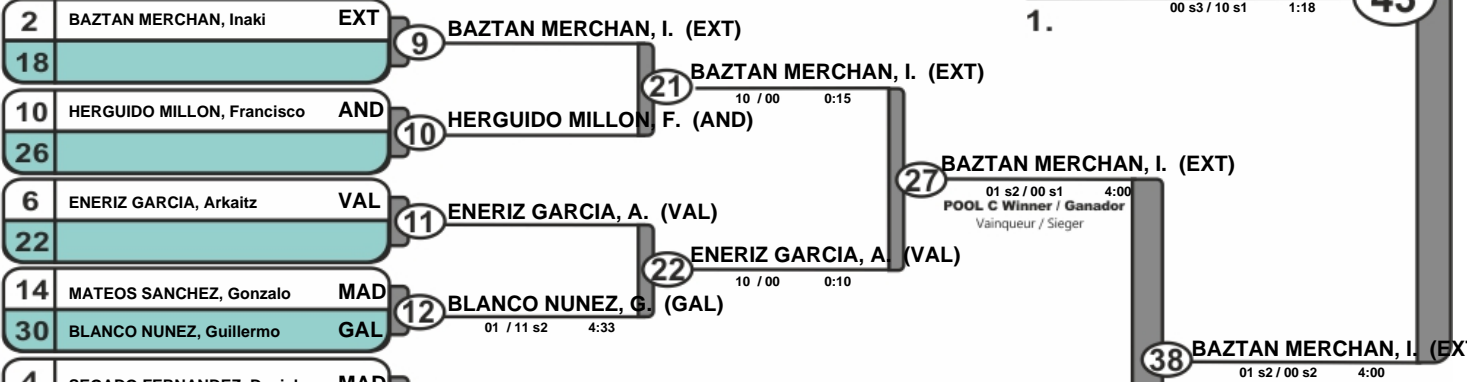 2 BAZTAN MERCHAN, Inaki EXT
18
9
BAZTAN MERCHAN, I. (EXT)
10 HERGUIDO MILLON, Francisco AND
26
10
HERGUIDO MILLON, F. (AND)
21
BAZTAN MERCHAN, I. (EXT)
10 / 00 0:15
6 ENERIZ GARCIA, Arkaitz VAL
22
11
ENERIZ GARCIA, A. (VAL)
14 MATEOS SANCHEZ, Gonzalo MAD
30 BLANCO NUNEZ, Guillermo GAL
12
BLANCO NUNEZ, G. (GAL)
01 / 11 s2 4:33
22
ENERIZ GARCIA, A. (VAL)
10 / 00 0:10
27
BAZTAN MERCHAN, I. (EXT)
01 s2 / 00 s1 4:00
POOL C Winner / Ganador
Vainqueur / Sieger
00 s3 / 10 s1 1:18
1.
38
BAZTAN MERCHAN, I. (EXT
01 s2 / 00 s2 4:00